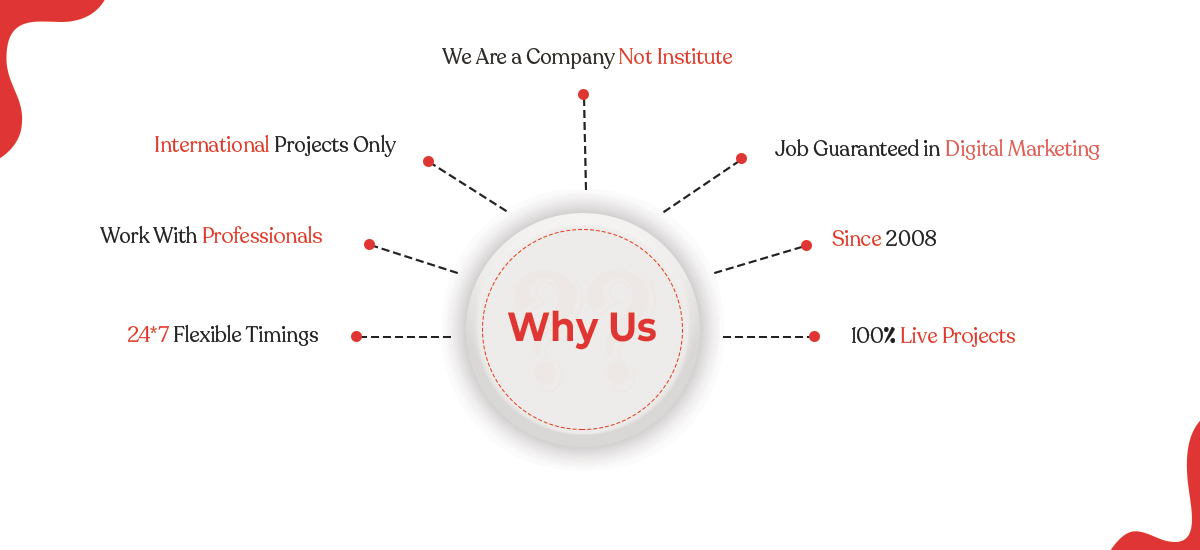 We Are a Company Not Institute
International Projects Only
Job Guaranteed in Digital Marketing
Work With Professionals
Since 2008
Why Us
24*7 Flexible Timings
100% Live Projects